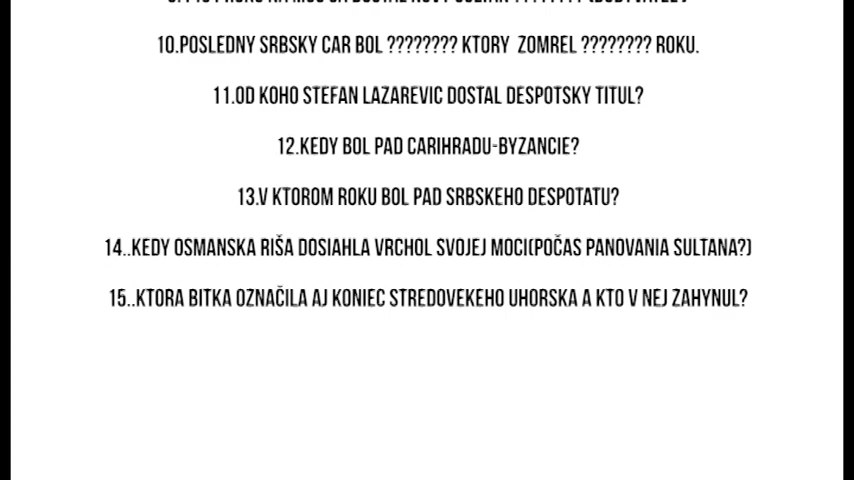 10.POSLEDNY SRBSKY CAR BOL ???????? KTORY ZOMREL ???????? ROKU.
11.OD KOHO STEFAN LAZAREVIC DOSTAL DESPOTSKY TITUL?
12.KEDY BOL PAD CARIHRADU-BYZANCIE?
13.V KTOROM ROKU BOL PAD SRBSKEHO DESPOTATU?
14..KEDY OSMANSKA RIŠA DOSIAHLA VRCHOL SVOJEJ MOCI(POČAS PANOVANIA SULTANA?)
15..KTORA BITKA OZNAČILA AJ KONIEC STREDOVEKEHO UHORSKA A KTO V NEJ ZAHYNUL?